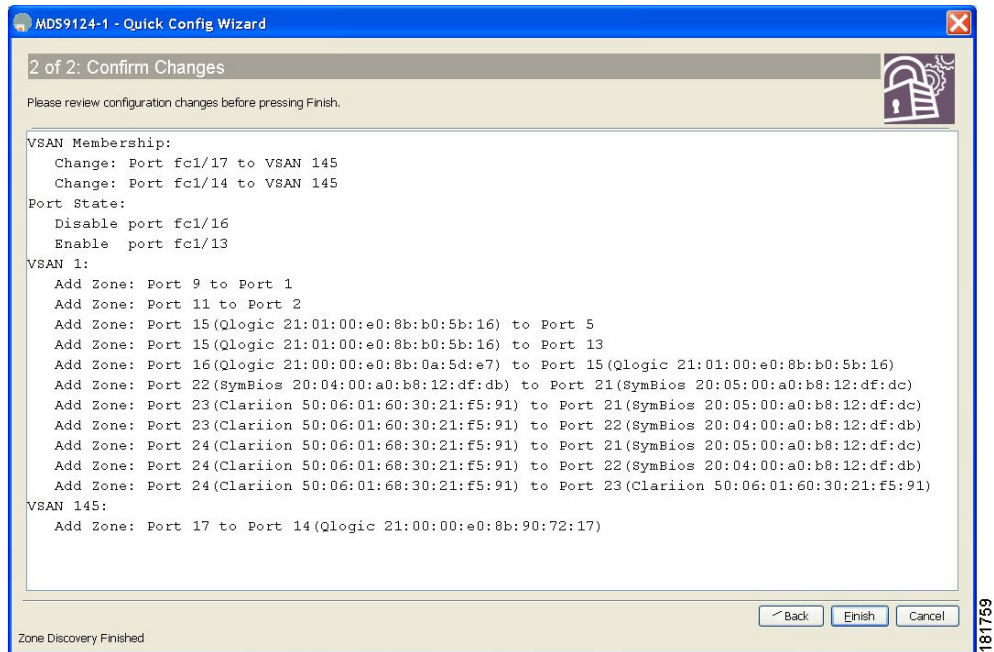 MDS9124-1 - Quick Config Wizard
2 of 2: Confirm Changes
Please review configuration changes before pressing Finish.
VSAN Membership:
Change: Port fc1/17 to VSAN 145
Change: Port fc1/14 to VSAN 145
Port State:
Disable port fc1/16
Enable port fc1/13
VSAN 1:
Add Zone: Port 9 to Port 1
Add Zone: Port 11 to Port 2
Add Zone: Port 15(Qlogic 21:01:00:e0:8b:b0:5b:16) to Port 5
Add Zone: Port 15(Qlogic 21:01:00:e0:8b:b0:5b:16) to Port 13
Add Zone: Port 16(Qlogic 21:00:00:e0:8b:0a:5d:e7) to Port 15(Qlogic 21:01:00:e0:8b:b0:5b:16)
Add Zone: Port 22(SymBios 20:04:00:a0:b8:12:df:db) to Port 21(SymBios 20:05:00:a0:b8:12:df:dc)
Add Zone: Port 23(Clariion 50:06:01:60:30:21:f5:91) to Port 21(SymBios 20:05:00:a0:b8:12:df:dc)
Add Zone: Port 23(Clariion 50:06:01:60:30:21:f5:91) to Port 22(SymBios 20:04:00:a0:b8:12:df:db)
Add Zone: Port 24(Clariion 50:06:01:68:30:21:f5:91) to Port 21(SymBios 20:05:00:a0:b8:12:df:dc)
Add Zone: Port 24(Clariion 50:06:01:68:30:21:f5:91) to Port 22(SymBios 20:04:00:a0:b8:12:df:db)
Add Zone: Port 24(Clariion 50:06:01:68:30:21:f5:91) to Port 23(Clariion 50:06:01:60:30:21:f5:91)
VSAN 145:
Add Zone: Port 17 to Port 14(Qlogic 21:00:00:e0:8b:90:72:17)
Back Finish Cancel
Zone Discovery Finished
181759